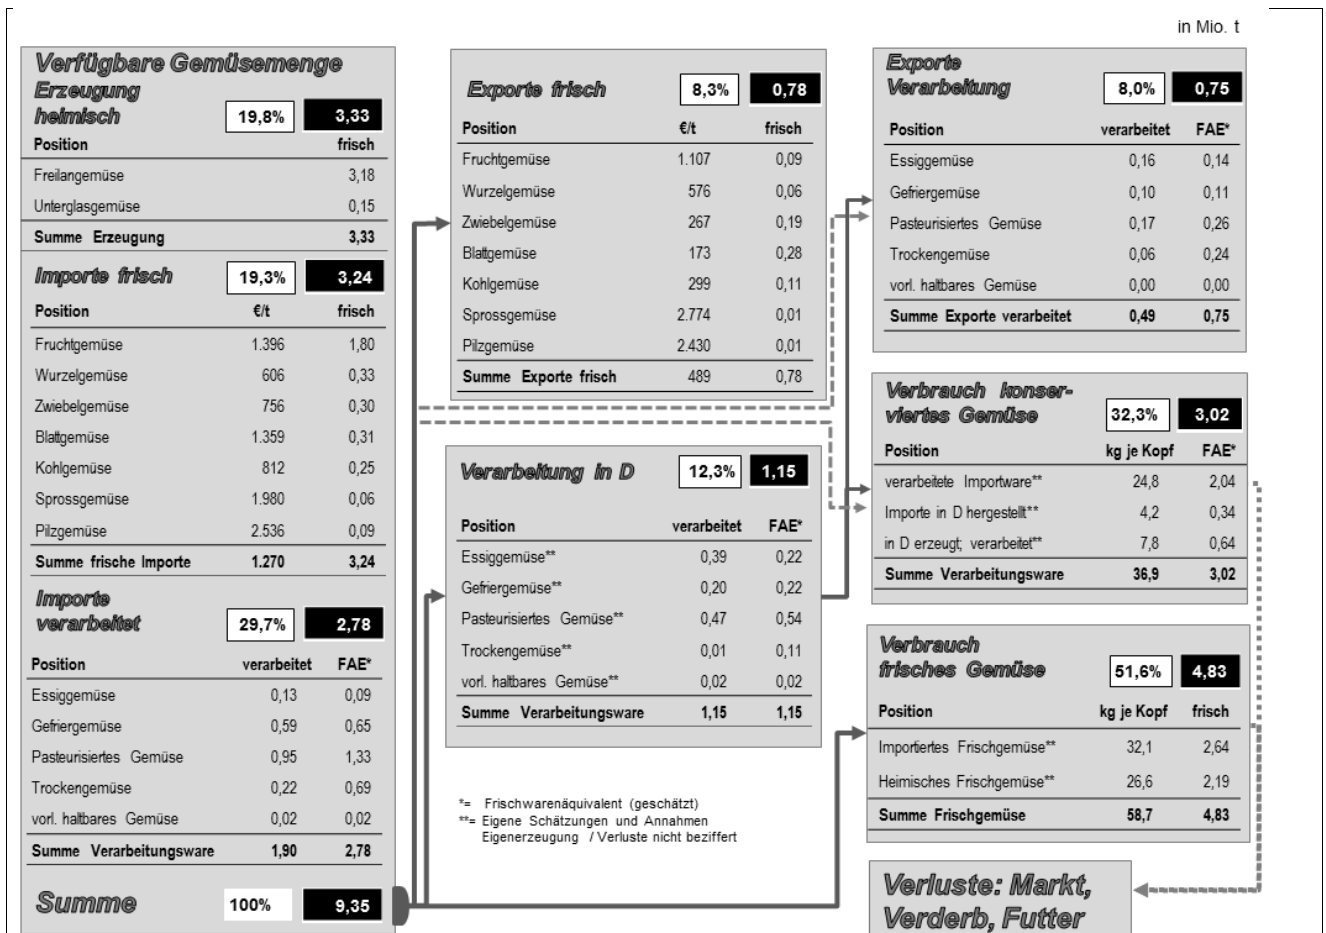 in Mio. t
Verfügbare Gemüsemenge
Erzeugung
heimisch 19,8% 3,33
Position frisch
Freilangemüse 3,18
Unterglasgemüse 0,15
Summe Erzeugung 3,33
Importe frisch 19,3% 3,24
Position €/t frisch
Fruchtgemüse 1.396 1,80
Wurzelgemüse 606 0,33
Zwiebelgemüse 756 0,30
Blattgemüse 1.359 0,31
Kohlgemüse 812 0,25
Sprossgemüse 1.980 0,06
Pilzgemüse 2.536 0,09
Summe frische Importe 1.270 3,24
Importe
verarbeitet 29,7% 2,78
Position verarbeitet FAE*
Essiggemüse 0,13 0,09
Gefriergemüse 0,59 0,65
Pasteurisiertes Gemüse 0,95 1,33
Trockengemüse 0,22 0,69
vorl. haltbares Gemüse 0,02 0,02
Summe Verarbeitungsware 1,90 2,78
Summe 100% 9,35
Exporte frisch 8,3% 0,78
Position €/t frisch
Fruchtgemüse 1.107 0,09
Wurzelgemüse 576 0,06
Zwiebelgemüse 267 0,19
Blattgemüse 173 0,28
Kohlgemüse 299 0,11
Sprossgemüse 2.774 0,01
Pilzgemüse 2.430 0,01
Summe Exporte frisch 489 0,78
Verarbeitung in D 12,3% 1,15
Position verarbeitet FAE*
Essiggemüse** 0,39 0,22
Gefriergemüse** 0,20 0,22
Pasteurisiertes Gemüse** 0,47 0,54
Trockengemüse** 0,01 0,11
vorl. haltbares Gemüse** 0,02 0,02
Summe Verarbeitungsware 1,15 1,15
*= Frischwarenäquivalent (geschätzt)
**= Eigene Schätzungen und Annahmen
Eigenerzeugung / Verluste nicht beziffert
Exporte
Verarbeitung 8,0% 0,75
Position verarbeitet FAE*
Essiggemüse 0,16 0,14
Gefriergemüse 0,10 0,11
Pasteurisiertes Gemüse 0,17 0,26
Trockengemüse 0,06 0,24
vorl. haltbares Gemüse 0,00 0,00
Summe Exporte verarbeitet 0,49 0,75
Verbrauch konser-
viertes Gemüse 32,3% 3,02
Position kg je Kopf FAE*
verarbeitete Importware** 24,8 2,04
Importe in D hergestellt** 4,2 0,34
in D erzeugt; verarbeitet** 7,8 0,64
Summe Verarbeitungsware 36,9 3,02
Verbrauch
frisches Gemüse 51,6% 4,83
Position kg je Kopf frisch
Importiertes Frischgemüse** 32,1 2,64
Heimisches Frischgemüse** 26,6 2,19
Summe Frischgemüse 58,7 4,83
Verluste: Markt,
Verderb, Futter